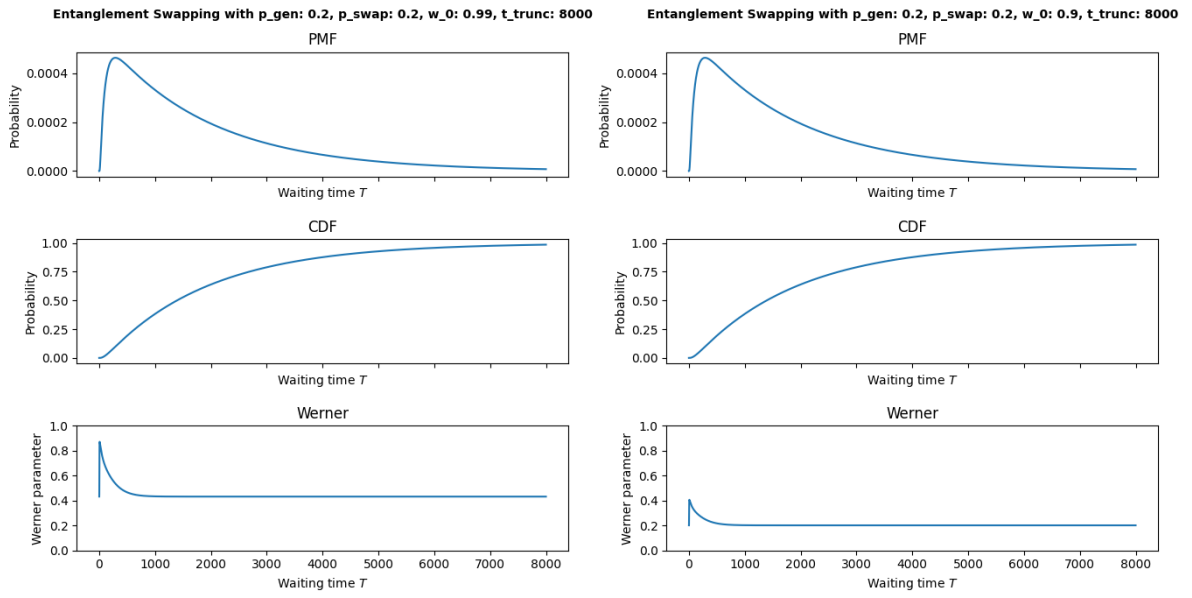 Entanglement Swapping with p_gen: 0.2, p_swap: 0.2, w_0: 0.99, t_trunc: 8000
PMF
Probability
0.0004
0.0002
0.0000
Waiting time T
CDF
Probability
1.00
0.75
0.50
0.25
0.00
Waiting time T
Werner
Werner parameter
1.0
0.8
0.6
0.4
0.2
0.0
0 1000 2000 3000 4000 5000 6000 7000 8000
Waiting time T
Entanglement Swapping with p_gen: 0.2, p_swap: 0.2, w_0: 0.9, t_trunc: 8000
PMF
Probability
0.0004
0.0002
0.0000
Waiting time T
CDF
Probability
1.00
0.75
0.50
0.25
0.00
Waiting time T
Werner
Werner parameter
1.0
0.8
0.6
0.4
0.2
0.0
0 1000 2000 3000 4000 5000 6000 7000 8000
Waiting time T